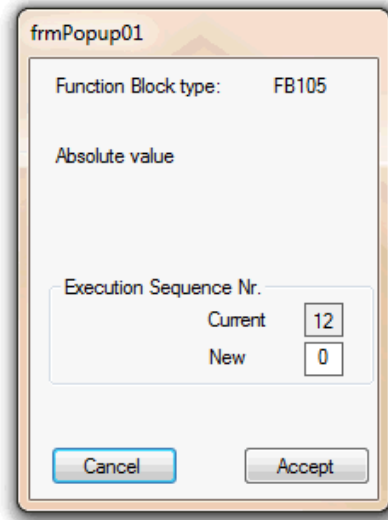 frmPopup01
Function Block type: FB105
Absolute value
Execution Sequence Nr.
Current 12
New 0
Cancel Accept